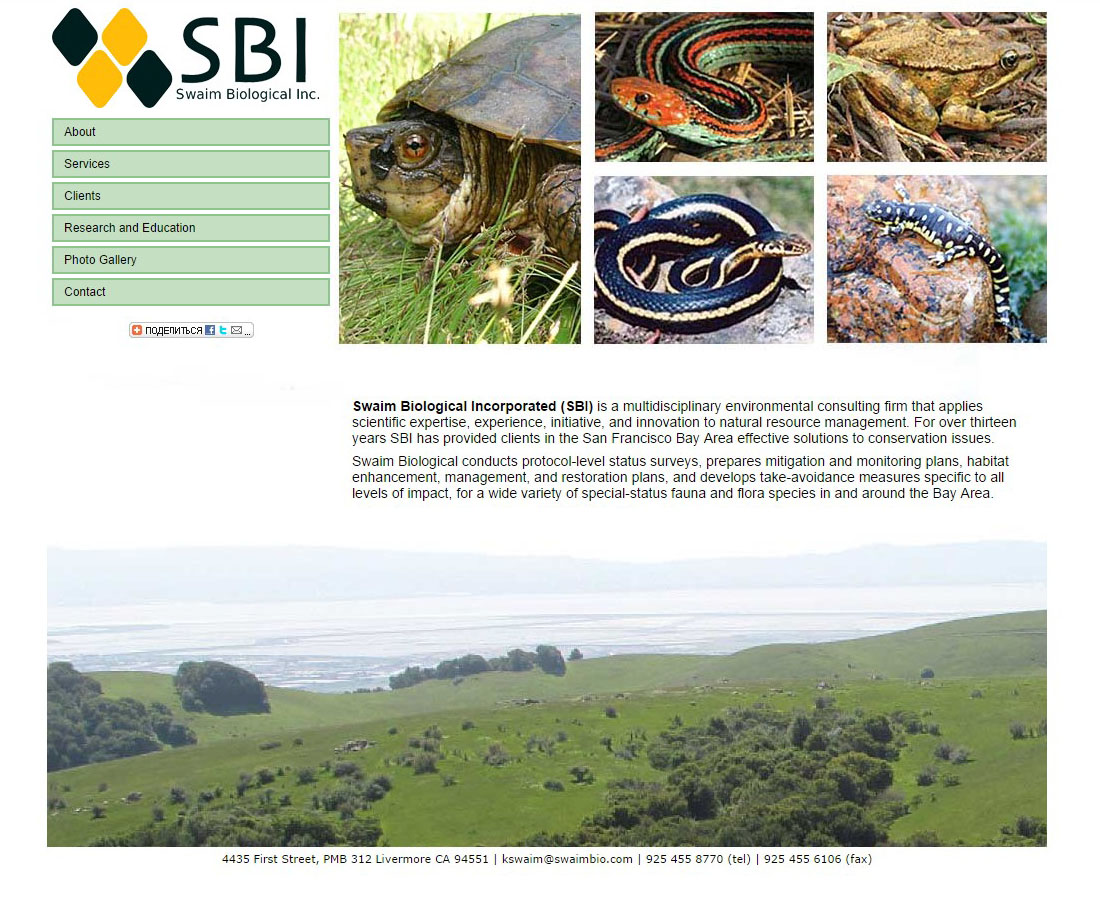 SBI
Swaim Biological Inc.
About
Services
Clients
Research and Education
Photo Gallery
Contact
ПОДЕЛИТЬСЯ ...
Swaim Biological Incorporated (SBI) is a multidisciplinary environmental consulting firm that applies
scientific expertise, experience, initiative, and innovation to natural resource management. For over thirteen
years SBI has provided clients in the San Francisco Bay Area effective solutions to conservation issues.
Swaim Biological conducts protocol-level status surveys, prepares mitigation and monitoring plans, habitat
enhancement, management, and restoration plans, and develops take-avoidance measures specific to all
levels of impact, for a wide variety of special-status fauna and flora species in and around the Bay Area.
4435 First Street, PMB 312 Livermore CA 94551 | kswaim@swaimbio.com | 925 455 8770 (tel) | 925 455 6106 (fax)